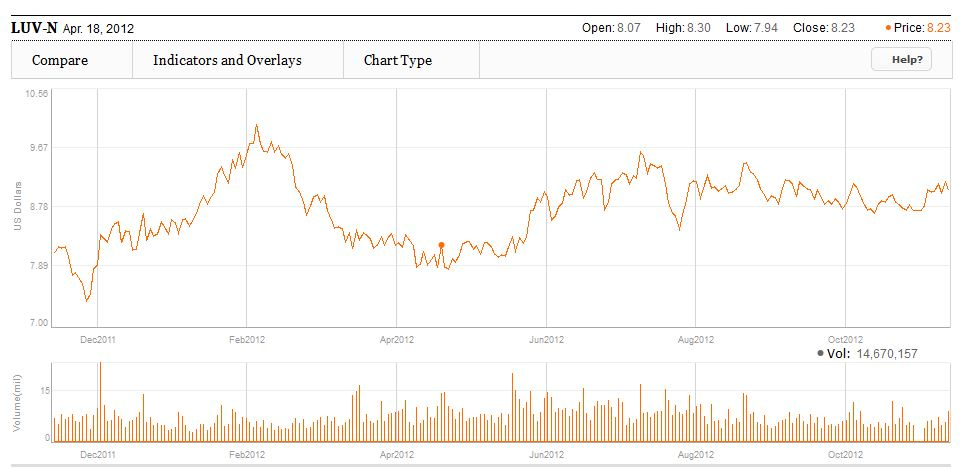 LUV-N Apr. 18, 2012 Open: 8.07 High: 8.30 Low: 7.94 Close: 8.23 Price: 8.23
Compare Indicators and Overlays Chart Type Help?
10.56
9.67
8.78
7.89
7.00
US Dollars
Dec2011 Feb2012 Apr2012 Jun2012 Aug2012 Oct2012
Vol: 14,670,157
15
0
Volume(mil)
Dec2011 Feb2012 Apr2012 Jun2012 Aug2012 Oct2012